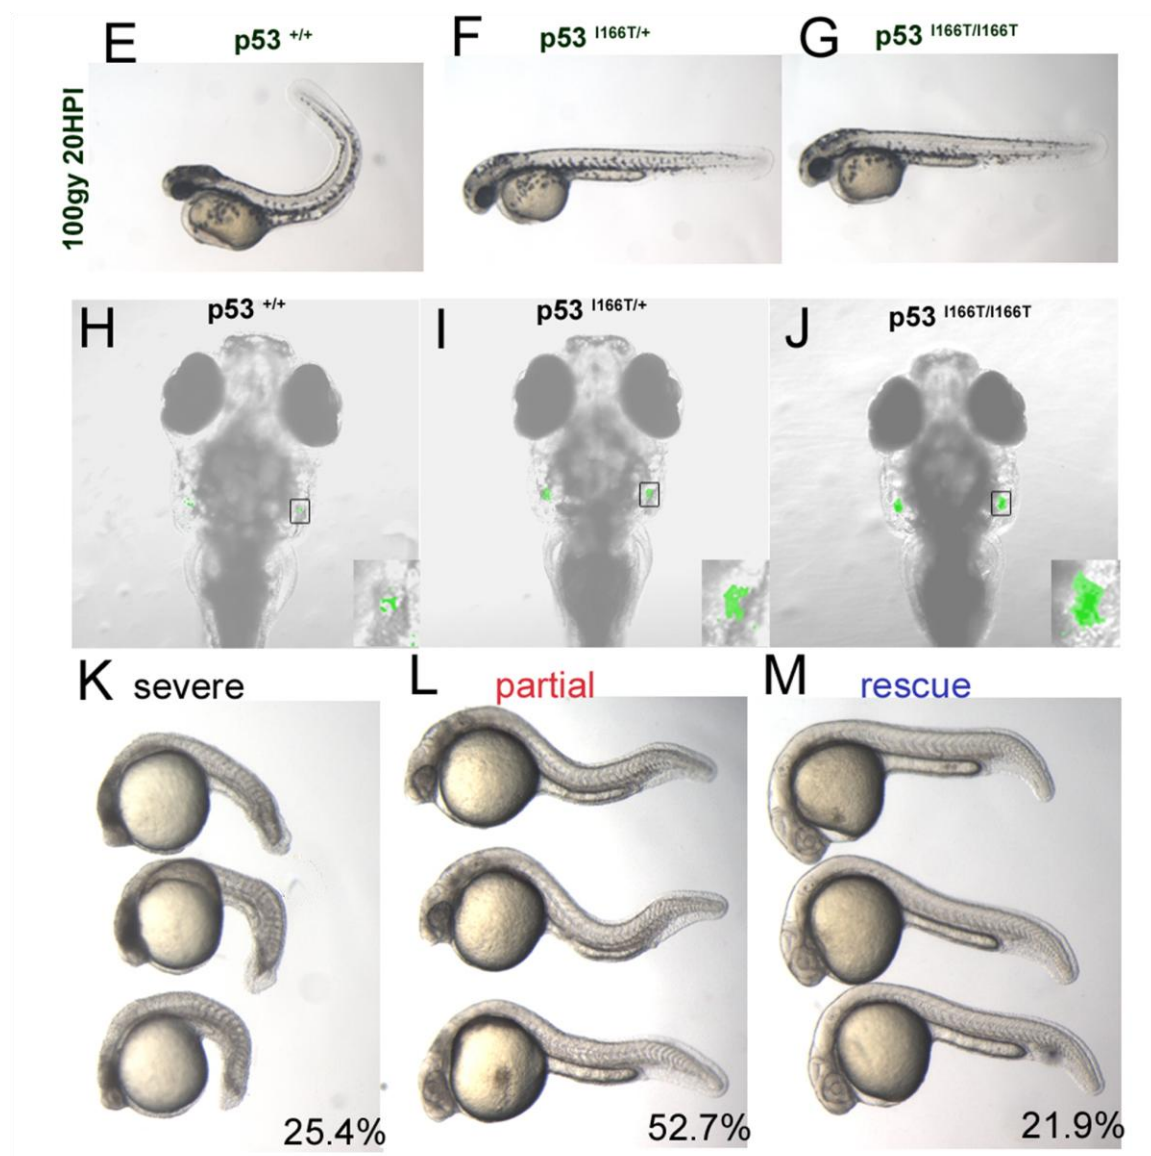 E p53 +/+ F p53 I166T/+ G p53 I166T/I166T
100gy 20HPI
H p53 +/+ I p53 I166T/+ J p53 I166T/I166T
K severe L partial M rescue
25.4% 52.7% 21.9%